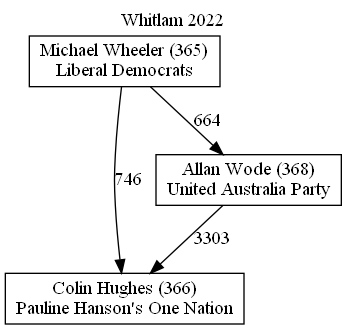 Whitlam 2022
Michael Wheeler (365)
Liberal Democrats
664
Allan Wode (368)
United Australia Party
746
3303
Colin Hughes (366)
Pauline Hanson's One Nation